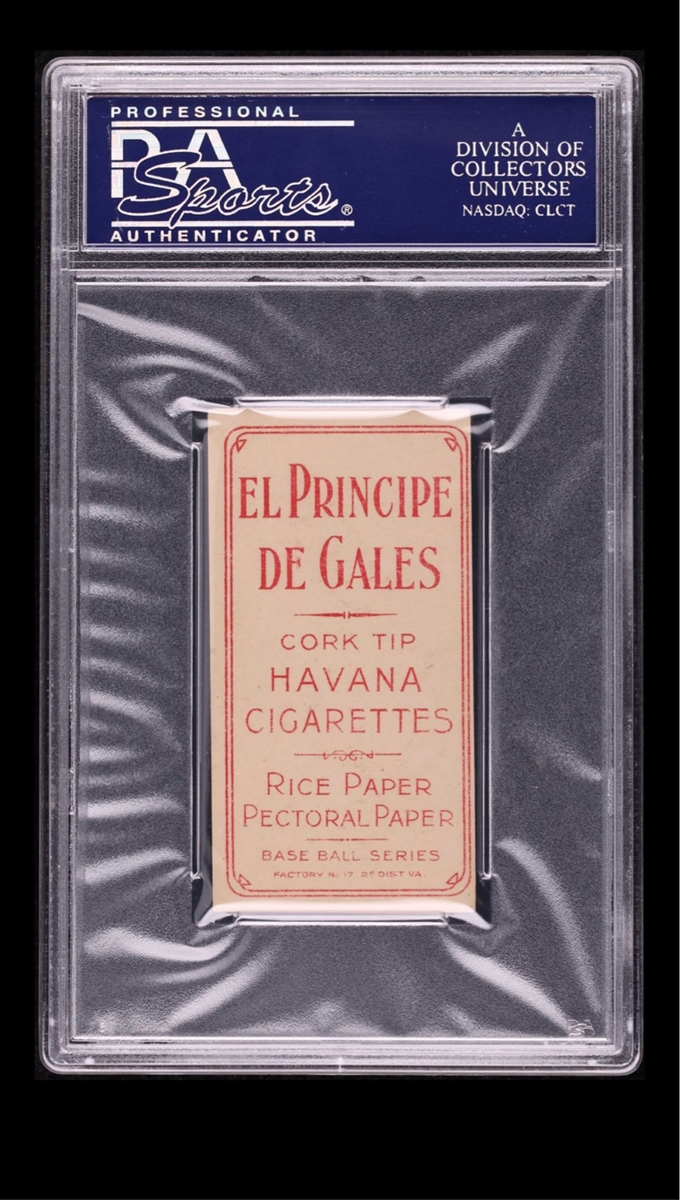 PROFESSIONAL
PSA
Sports®
AUTHENTICATOR
A
DIVISION OF
COLLECTORS
UNIVERSE
NASDAQ: CLCT
EL PRINCIPE
DE GALES
CORK TIP
HAVANA
CIGARETTES
RICE PAPER
PECTORAL PAPER
BASE BALL SERIES
FACTORY No 17 2ND DIST. VA.